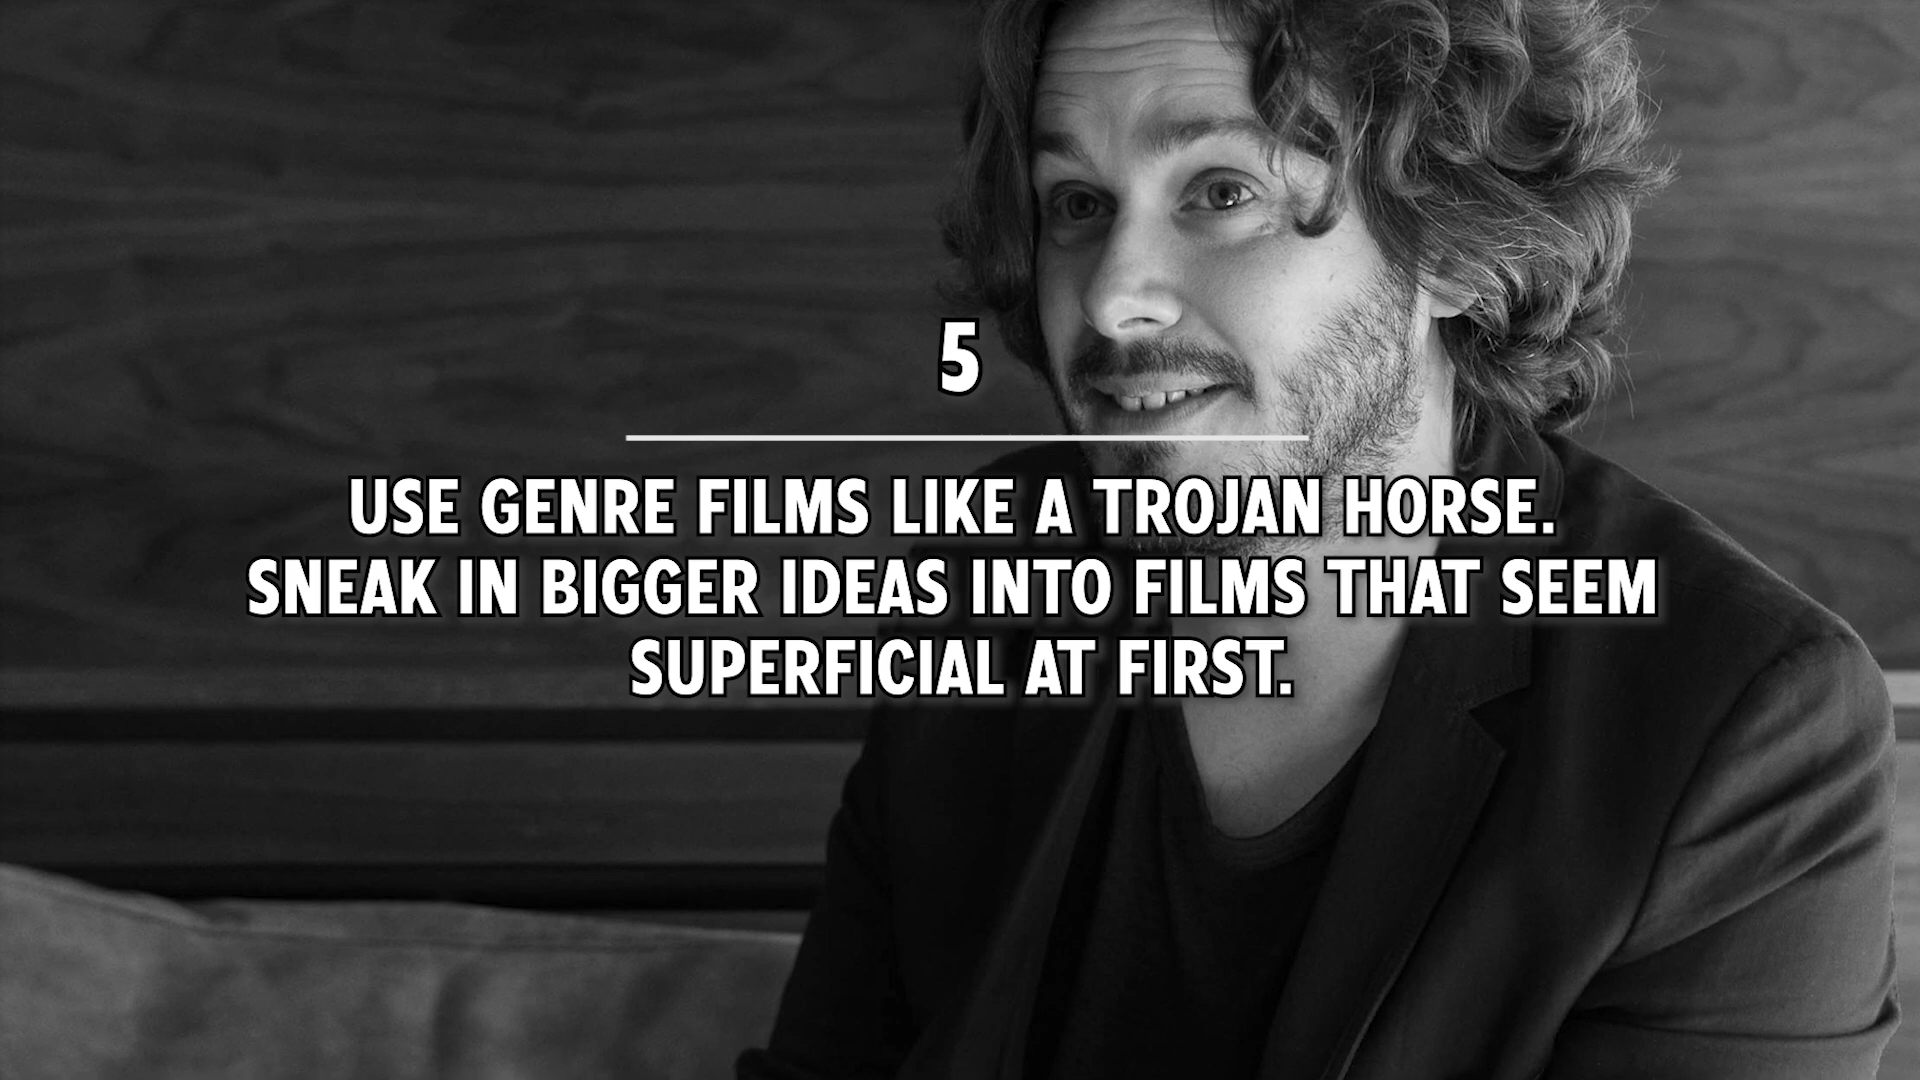 5
USE GENRE FILMS LIKE A TROJAN HORSE.
SNEAK IN BIGGER IDEAS INTO FILMS THAT SEEM
SUPERFICIAL AT FIRST.